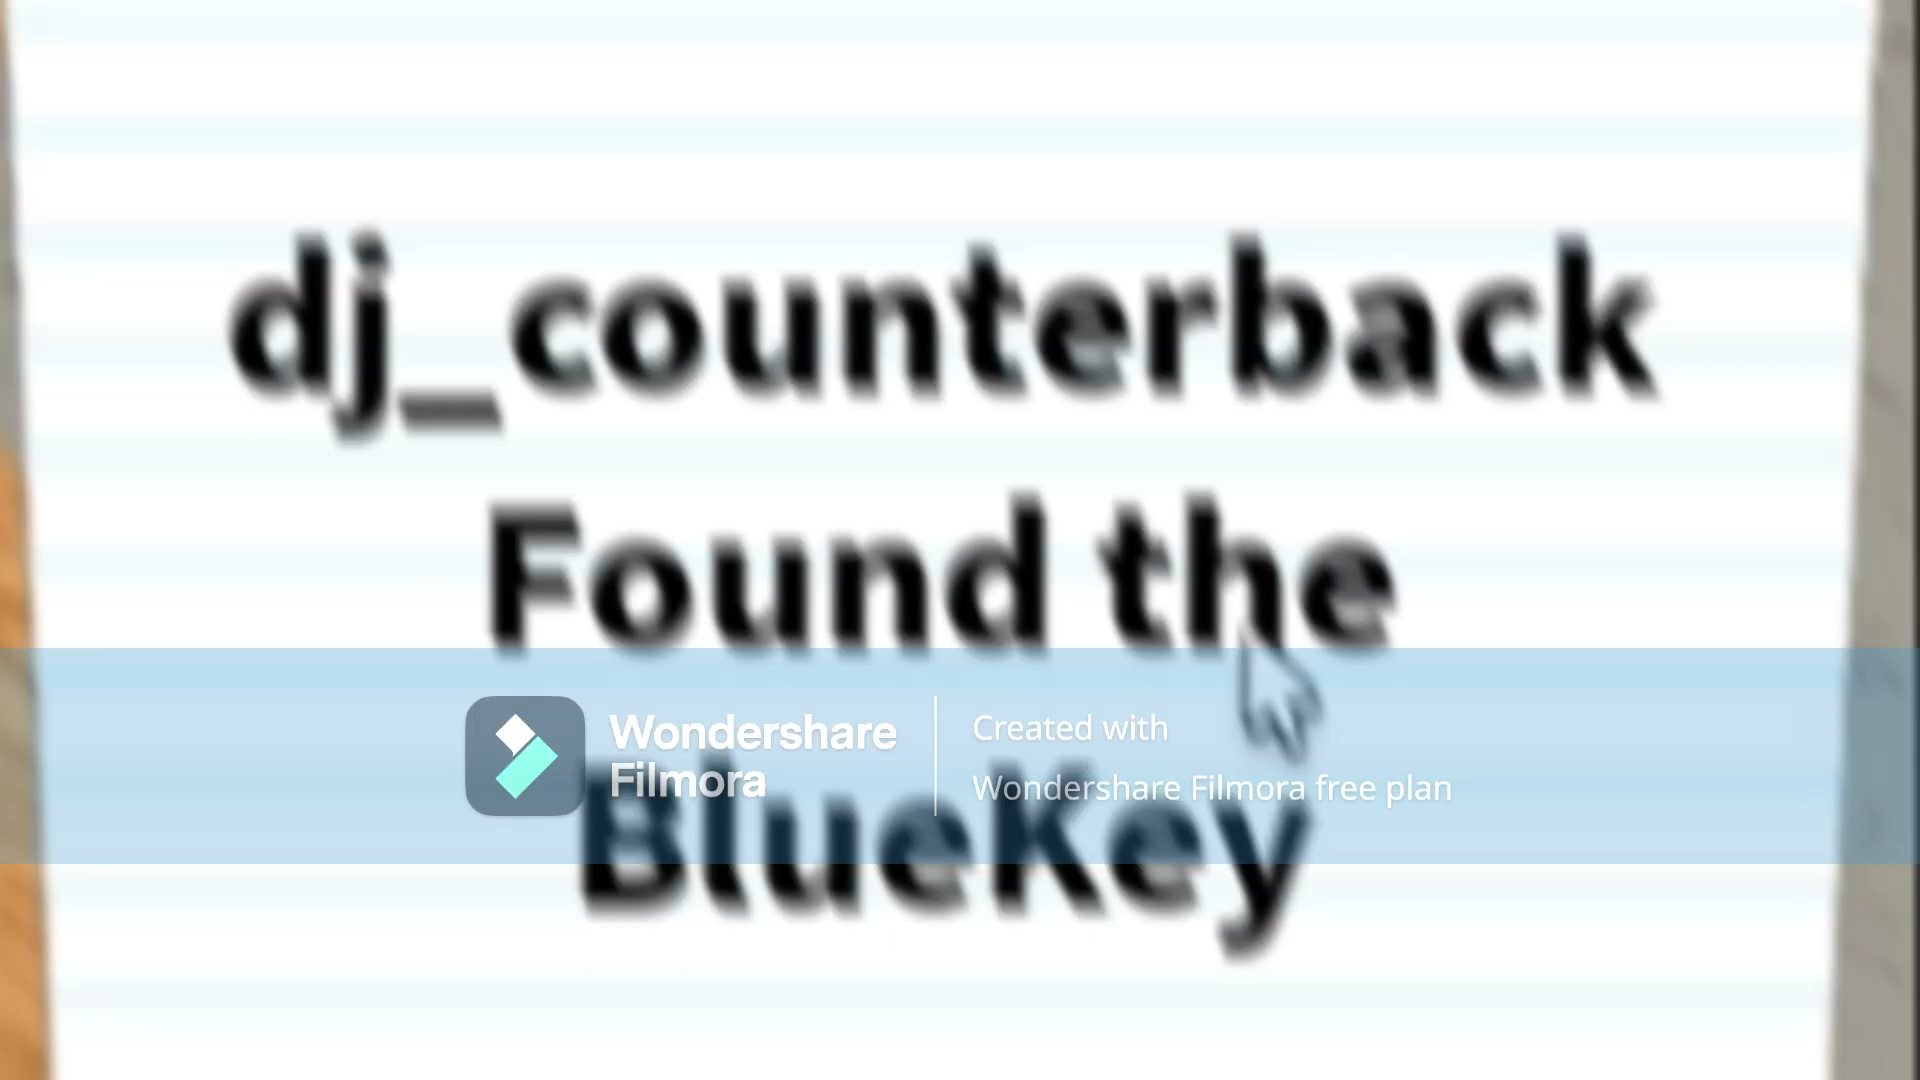 dj_counterback
Found the
BlueKey
Wondershare
Filmora
Created with
Wondershare Filmora free plan